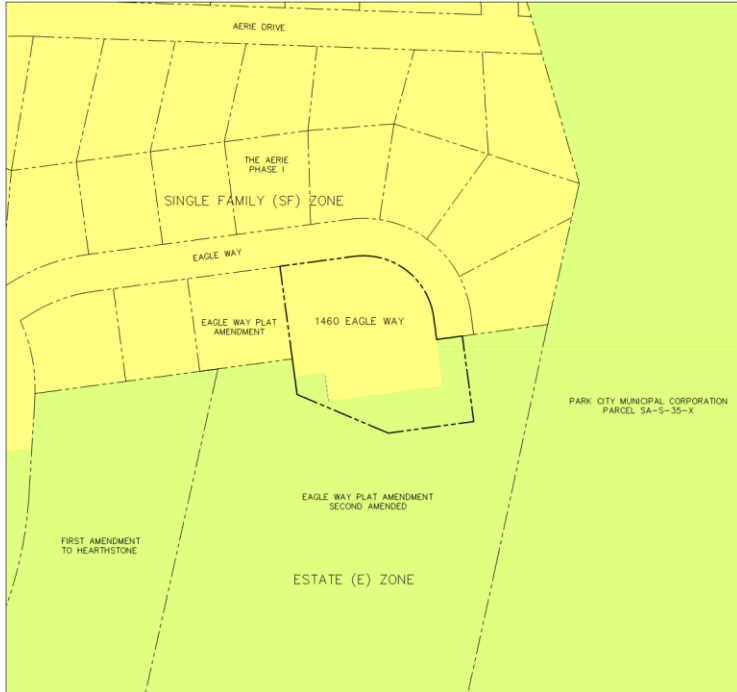 AERIE DRIVE
THE AERIE
PHASE I
SINGLE FAMILY (SF) ZONE
EAGLE WAY
EAGLE WAY PLAT
AMENDMENT
1460 EAGLE WAY
PARK CITY MUNICIPAL CORPORATION
PARCEL SA-S-35-X
EAGLE WAY PLAT AMENDMENT
SECOND AMENDED
FIRST AMENDMENT
TO HEARTHSTONE
ESTATE (E) ZONE